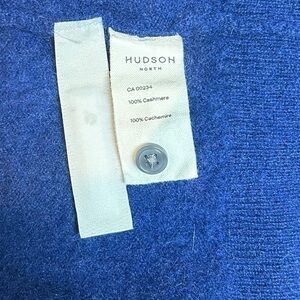 HUDSON
NORTH
CA 00234
100% Cashmere
100% Cachemire